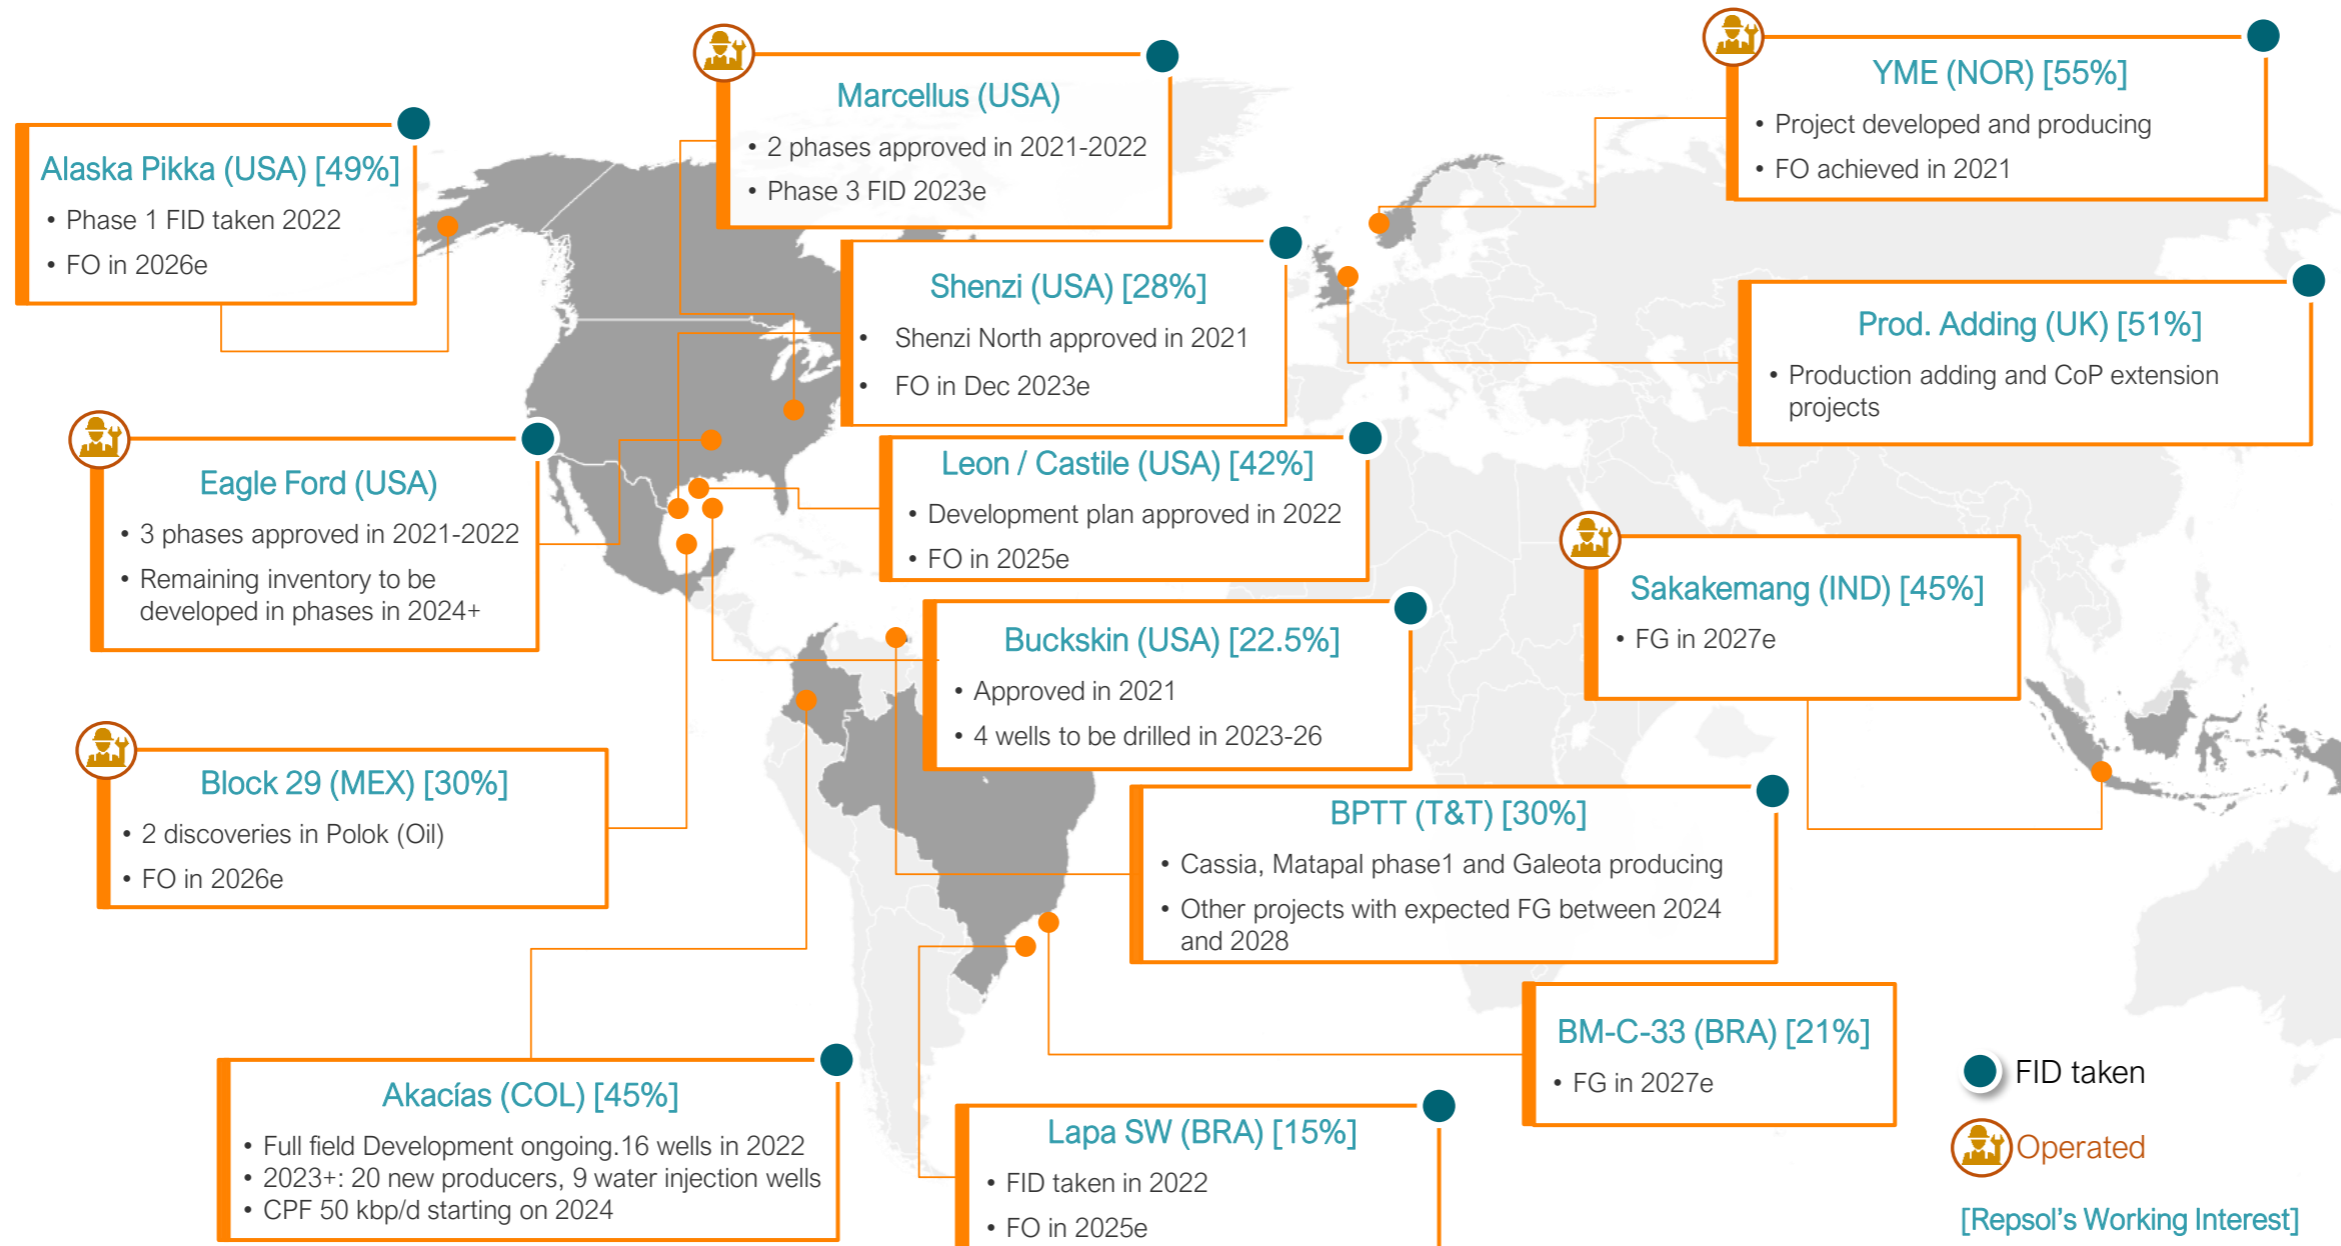 Marcellus (USA)
• 2 phases approved in 2021-2022
• Phase 3 FID 2023e
YME (NOR) [55%]
• Project developed and producing
• FO achieved in 2021
Alaska Pikka (USA) [49%]
• Phase 1 FID taken 2022
• FO in 2026e
Shenzi (USA) [28%]
• Shenzi North approved in 2021
• FO in Dec 2023e
Prod. Adding (UK) [51%]
• Production adding and CoP extension
projects
Eagle Ford (USA)
• 3 phases approved in 2021-2022
• Remaining inventory to be
developed in phases in 2024+
Leon / Castile (USA) [42%]
• Development plan approved in 2022
• FO in 2025e
Sakakemang (IND) [45%]
• FG in 2027e
Buckskin (USA) [22.5%]
• Approved in 2021
• 4 wells to be drilled in 2023-26
Block 29 (MEX) [30%]
• 2 discoveries in Polok (Oil)
• FO in 2026e
BPTT (T&T) [30%]
• Cassia, Matapal phase1 and Galeota producing
• Other projects with expected FG between 2024
and 2028
BM-C-33 (BRA) [21%]
• FG in 2027e
Akacías (COL) [45%]
• Full field Development ongoing.16 wells in 2022
• 2023+: 20 new producers, 9 water injection wells
• CPF 50 kbp/d starting on 2024
Lapa SW (BRA) [15%]
• FID taken in 2022
• FO in 2025e
FID taken
Operated
[Repsol's Working Interest]